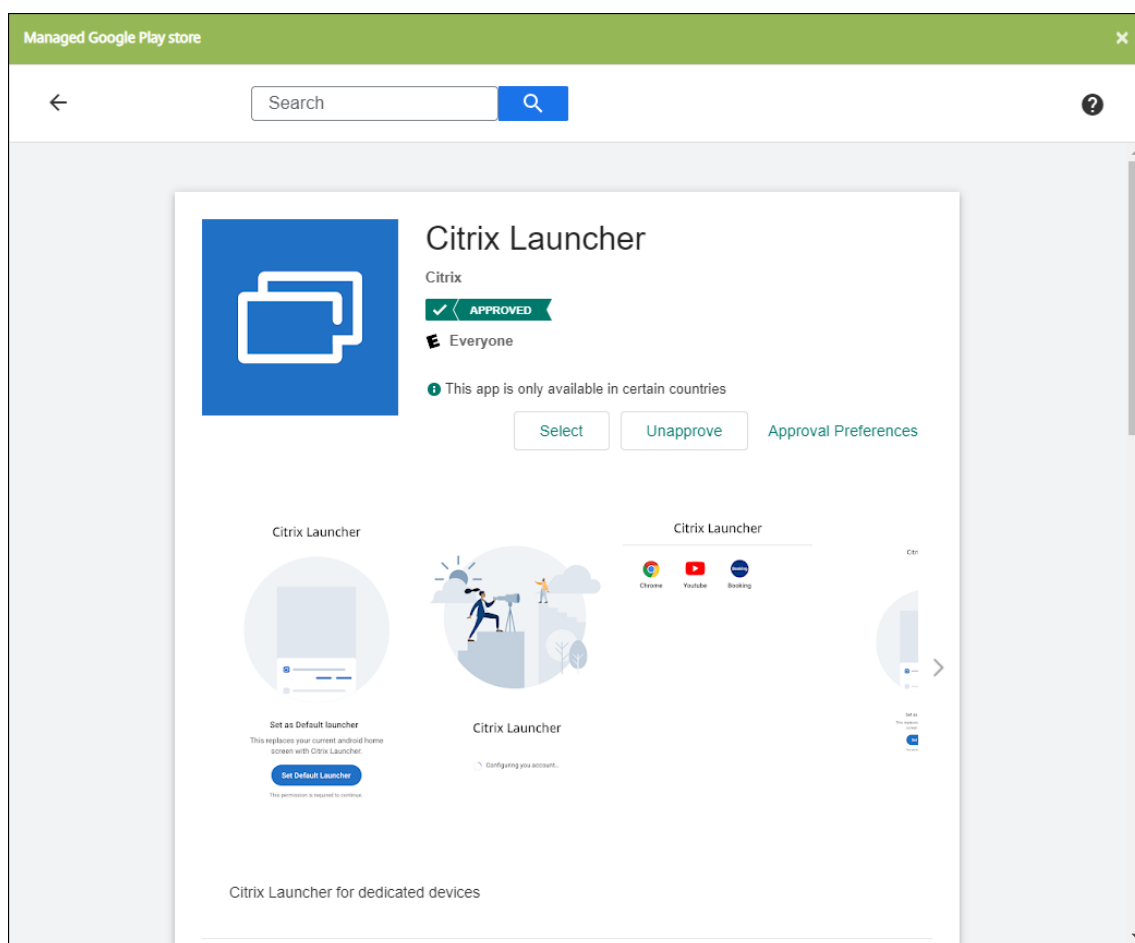 Managed Google Play store
Search
Citrix Launcher
Citrix
APPROVED
E Everyone
This app is only available in certain countries
Select Unapprove Approval Preferences
Citrix Launcher
Set as Default launcher
This replaces your current android home
screen with Citrix Launcher.
Set Default Launcher
This permission is required to continue.
Citrix Launcher
Configuring you account...
Citrix Launcher
Chrome Youtube Booking
Citrix Launcher for dedicated devices